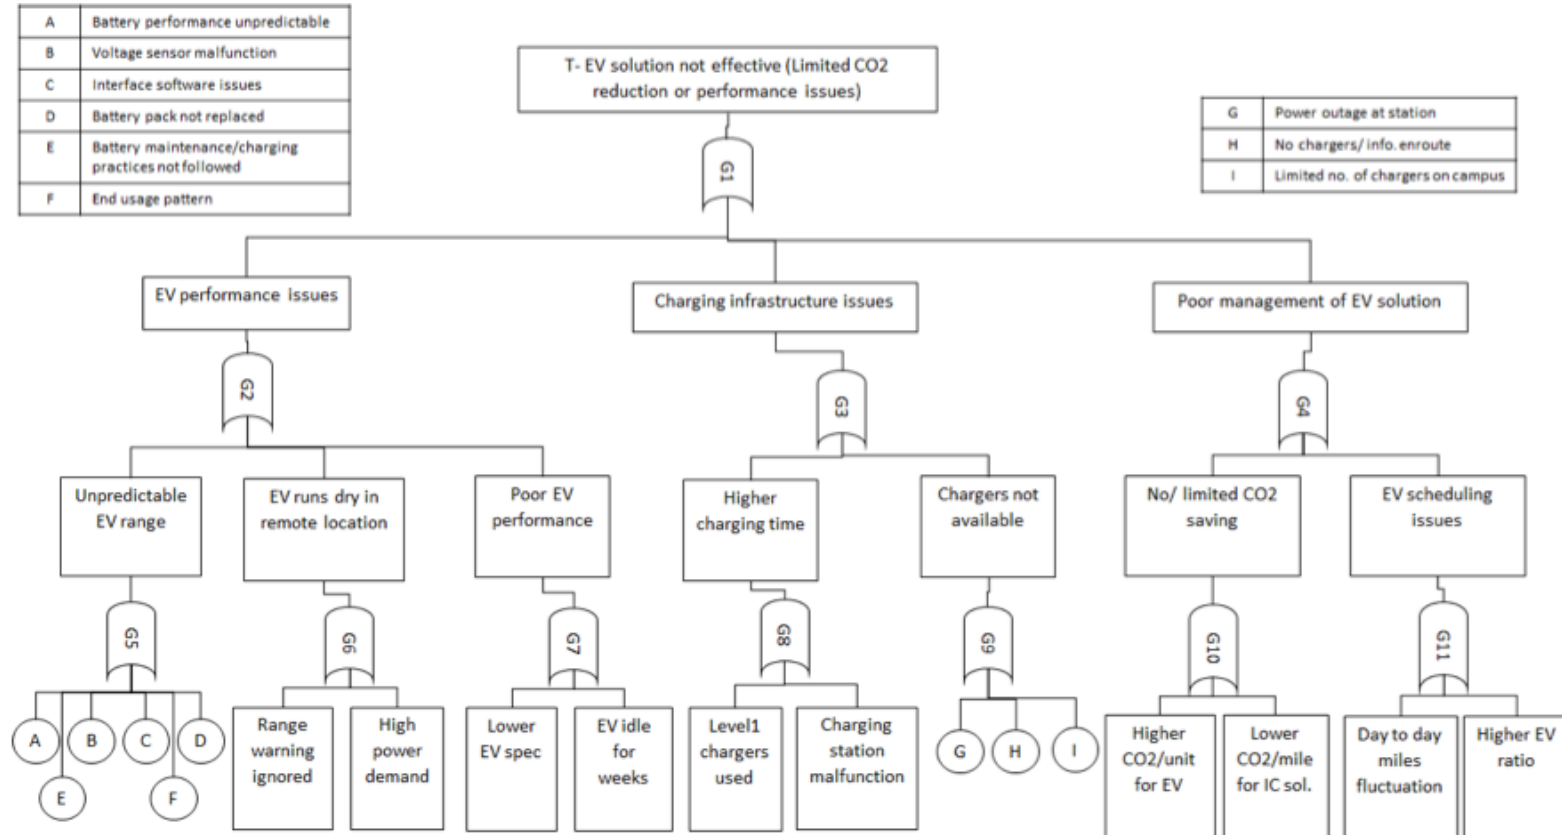 A Battery performance unpredictable
B Voltage sensor malfunction
C Interface software issues
D Battery pack not replaced
E Battery maintenance/charging
practices not followed
F End usage pattern
T- EV solution not effective (Limited CO2
reduction or performance issues)
G Power outage at station
H No chargers/ info. enroute
I Limited no. of chargers on campus
G1
EV performance issues
Charging infrastructure issues
Poor management of EV solution
G2
G3
G4
Unpredictable
EV range
EV runs dry in
remote location
Poor EV
performance
Higher
charging time
Chargers not
available
No/ limited CO2
saving
EV scheduling
issues
G5
G6
G7
G8
G9
G10
G11
A
B
C
D
E
F
Range
warning
ignored
High
power
demand
Lower
EV spec
EV idle
for
weeks
Level1
chargers
used
Charging
station
malfunction
G
H
I
Higher
CO2/unit
for EV
Lower
CO2/mile
for IC sol.
Day to day
miles
fluctuation
Higher EV
ratio